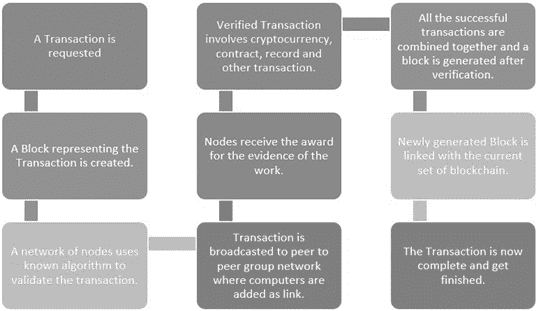 A Transaction is
requested
A Block representing the
Transaction is created.
A network of nodes uses
known algorithm to
validate the transaction.
Transaction is
broadcasted to peer to
peer group network
where computers are
added as link.
Nodes receive the award
for the evidence of the
work.
Verified Transaction
involves cryptocurrency,
contract, record and
other transaction.
All the successful
transactions are
combined together and a
block is generated after
verification.
Newly generated Block is
linked with the current
set of blockchain.
The Transaction is now
complete and get
finished.